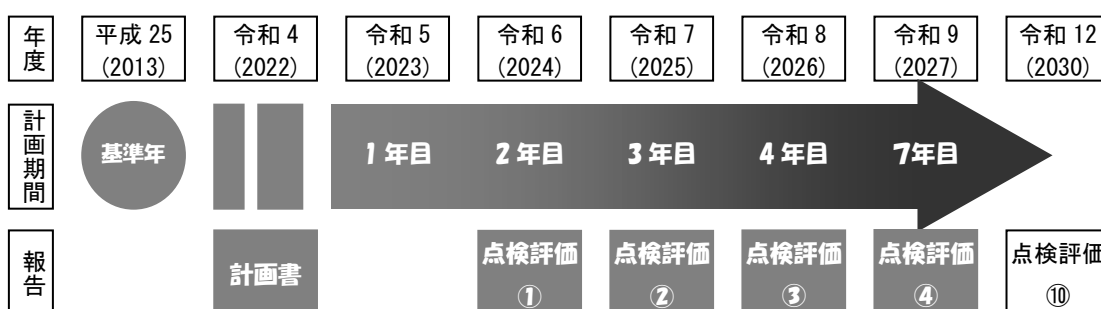 年度
平成 25
(2013)
令和 4
(2022)
令和 5
(2023)
令和 6
(2024)
令和 7
(2025)
令和 8
(2026)
令和 9
(2027)
令和 12
(2030)
計画期間
基準年
1 年目
2 年目
3 年目
4 年目
7年目
報告
計画書
点検評価
①
点検評価
②
点検評価
③
点検評価
④
点検評価
⑩